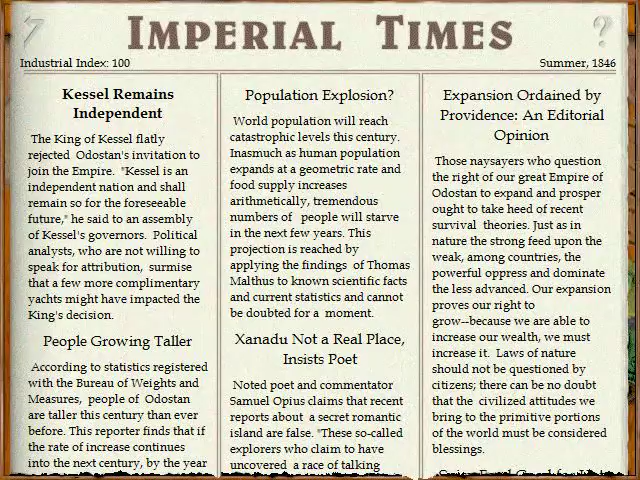 Imperial Times
Industrial Index: 100
Summer, 1846
Kessel Remains
Independent
The King of Kessel flatly
rejected Odostan's invitation to
join the Empire. "Kessel is an
independent nation and shall
remain so for the foreseeable
future," he said to an assembly
of Kessel's governors. Political
analysts, who are not willing to
speak for attribution, surmise
that a few more complimentary
yachts might have impacted the
King's decision.
People Growing Taller
According to statistics registered
with the Bureau of Weights and
Measures, people of Odostan
are taller this century than ever
before. This reporter finds that if
the rate of increase continues
into the next century, by the year
Population Explosion?
World population will reach
catastrophic levels this century.
Inasmuch as human population
expands at a geometric rate and
food supply increases
arithmetically, tremendous
numbers of people will starve
in the next few years. This
projection is reached by
applying the findings of Thomas
Malthus to known scientific facts
and current statistics and cannot
be doubted for a moment.
Xanadu Not a Real Place,
Insists Poet
Noted poet and commentator
Samuel Opius claims that recent
reports about a secret romantic
island are false. "These so-called
explorers who claim to have
uncovered a race of talking
Expansion Ordained by
Providence: An Editorial
Opinion
Those naysayers who question
the right of our great Empire of
Odostan to expand and prosper
ought to take heed of recent
survival theories. Just as in
nature the strong feed upon the
weak, among countries, the
powerful oppress and dominate
the less advanced. Our expansion
proves our right to
grow--because we are able to
increase our wealth, we must
increase it. Laws of nature
should not be questioned by
citizens; there can be no doubt
that the civilized attitudes we
bring to the primitive portions
of the world must be considered
blessings.